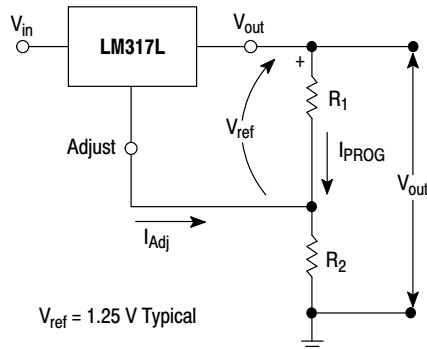 V_in
LM317L
V_out
+
R_1
V_ref
Adjust
I_PROG
V_out
I_Adj
R_2
V_ref = 1.25 V Typical